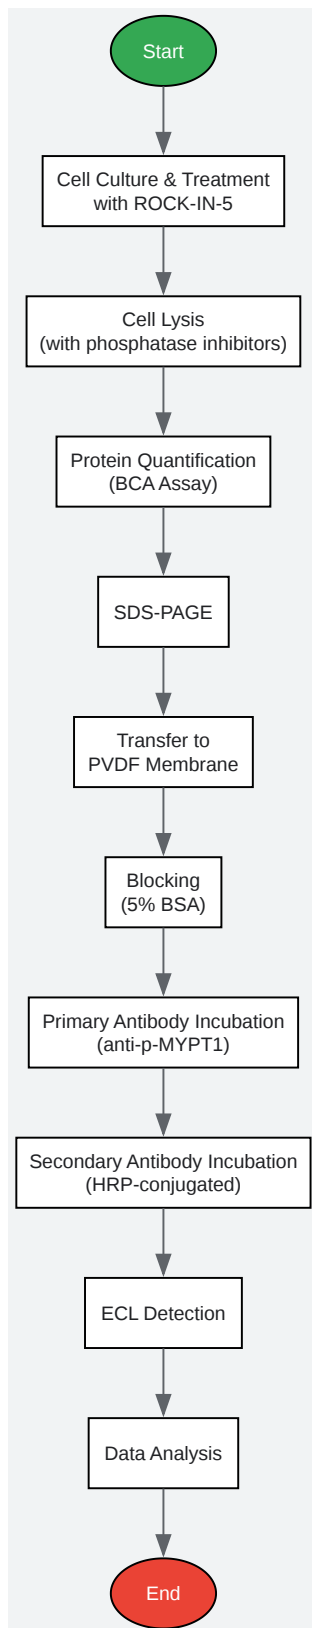 Start
Cell Culture & Treatment
with ROCK-IN-5
Cell Lysis
(with phosphatase inhibitors)
Protein Quantification
(BCA Assay)
SDS-PAGE
Transfer to
PVDF Membrane
Blocking
(5% BSA)
Primary Antibody Incubation
(anti-p-MYPT1)
Secondary Antibody Incubation
(HRP-conjugated)
ECL Detection
Data Analysis
End